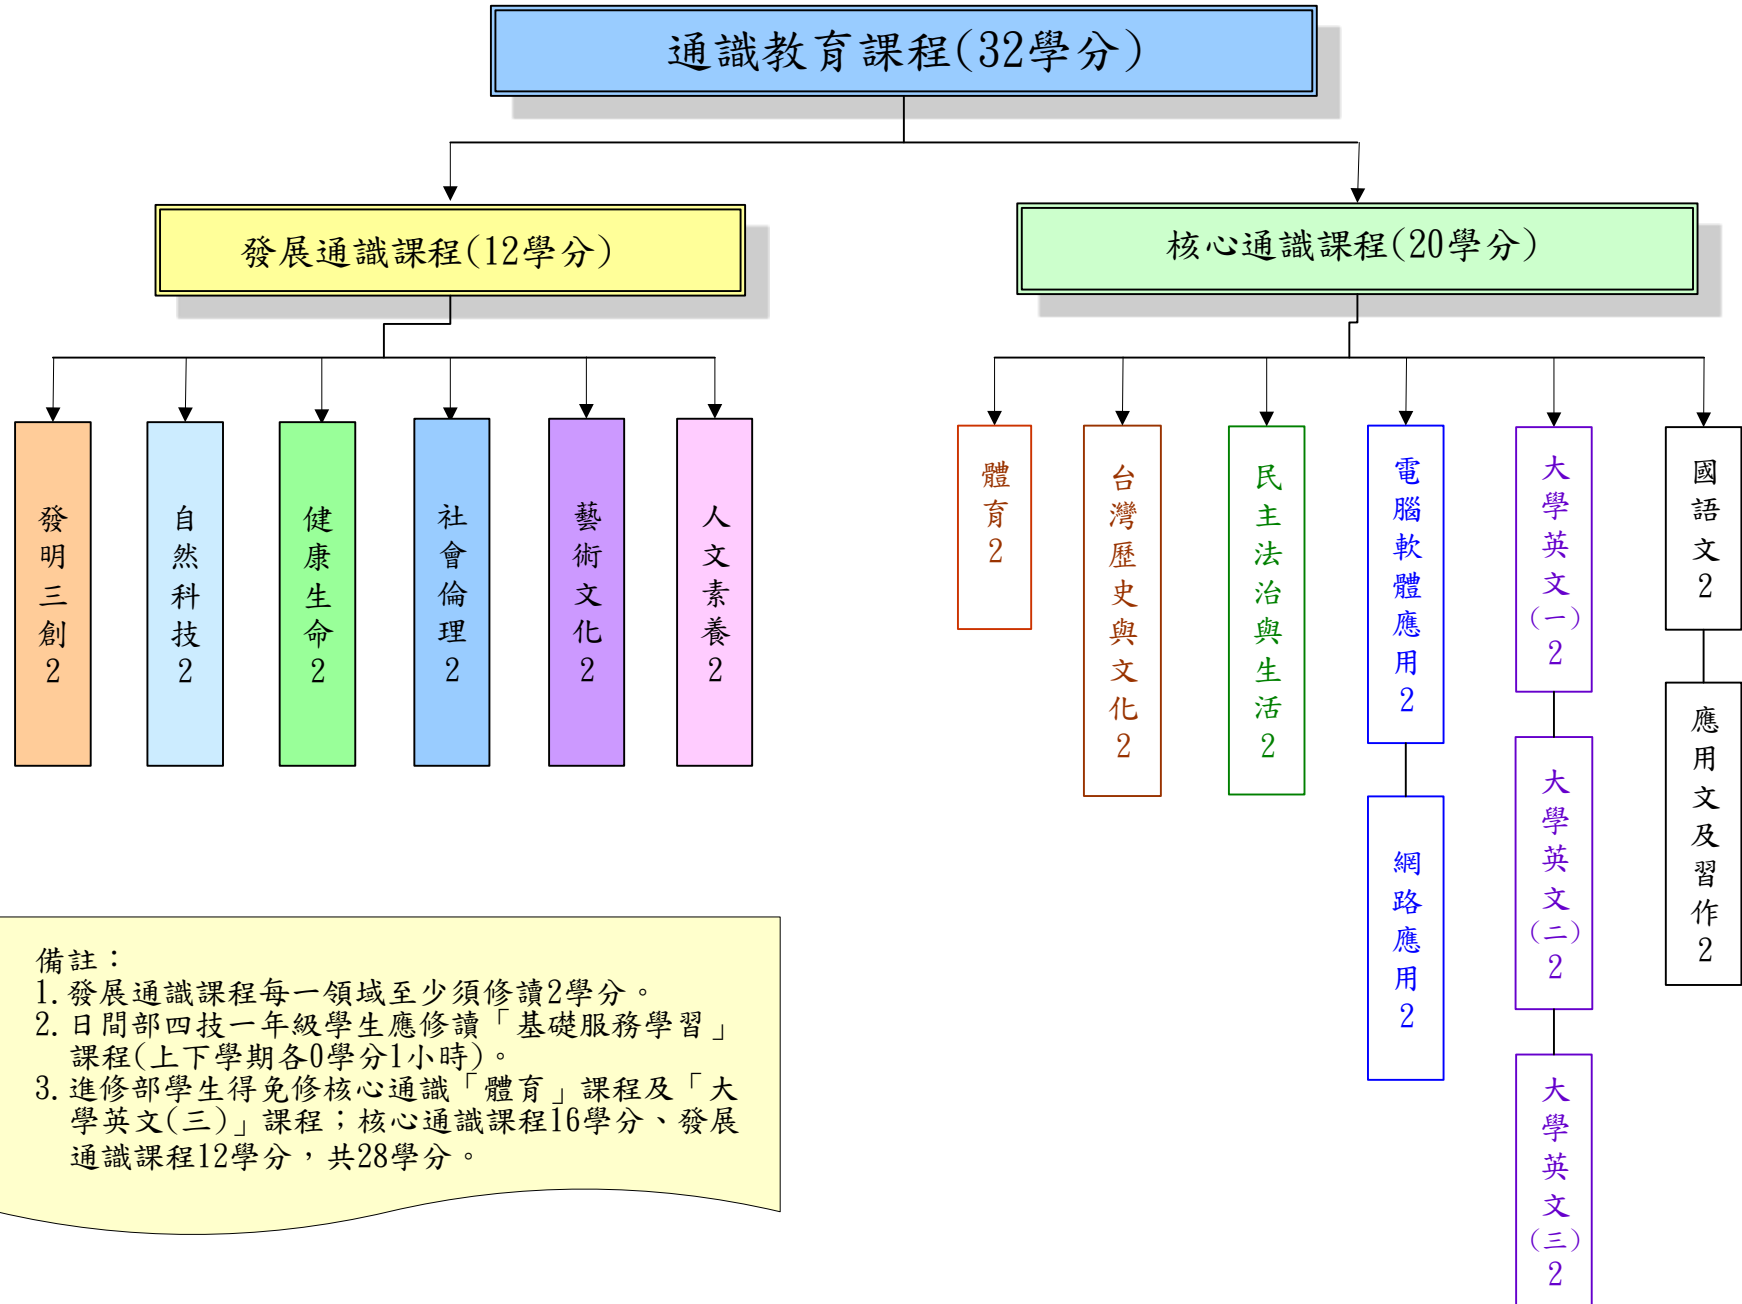 通識教育課程(32學分)
發展通識課程(12學分)
核心通識課程(20學分)
發明三創2
自然科技2
健康生命2
社會倫理2
藝術文化2
人文素養2
體育2
台灣歷史與文化2
民主法治與生活2
電腦軟體應用2
網路應用2
大學英文(一)2
大學英文(二)2
大學英文(三)2
國語文2
應用文及習作2
備註：
1.發展通識課程每一領域至少須修讀2學分。
2.日間部四技一年級學生應修讀「基礎服務學習」
課程(上下學期各0學分1小時)。
3.進修部學生得免修核心通識「體育」課程及「大
學英文(三)」課程；核心通識課程16學分、發展
通識課程12學分，共28學分。